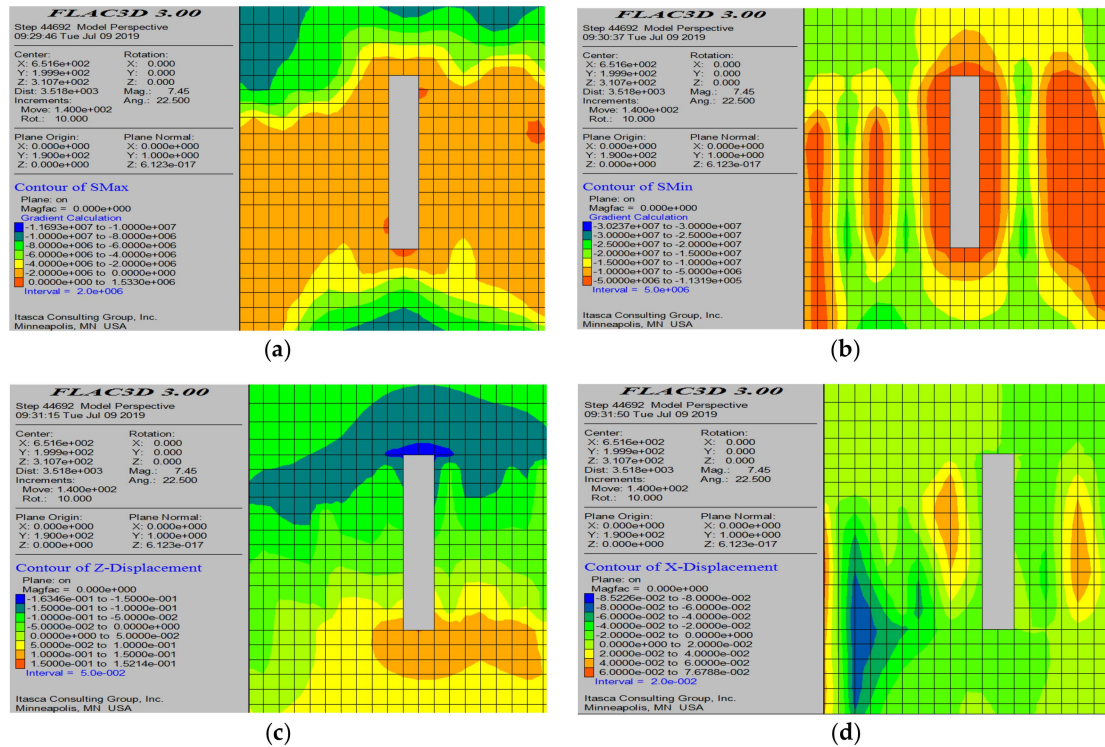 FLAC3D 3.00
Step 44692 Model Perspective
09:29:46 Tue Jul 09 2019
Center: Rotation:
X: 6.516e+002 X: 0.000
Y: 1.999e+002 Y: 0.000
Z: 3.107e+002 Z: 0.000
Dist: 3.518e+003 Mag.: 7.45
Increments: Ang.: 22.500
Move: 1.400e+002
Rot.: 10.000
Plane Origin: Plane Normal:
X: 0.000e+000 X: 0.000e+000
Y: 1.900e+002 Y: 1.000e+000
Z: 0.000e+000 Z: 6.123e-017
Contour of SMax
Plane: on
Magfac = 0.000e+000
Gradient Calculation
-1.1693e+007 to -1.0000e+007
-1.0000e+007 to -8.0000e+006
-8.0000e+006 to -6.0000e+006
-6.0000e+006 to -4.0000e+006
-4.0000e+006 to -2.0000e+006
-2.0000e+006 to 0.0000e+000
0.0000e+000 to 1.5330e+006
Interval = 2.0e+006
Itasca Consulting Group, Inc.
Minneapolis, MN USA
(a)
FLAC3D 3.00
Step 44692 Model Perspective
09:30:37 Tue Jul 09 2019
Center: Rotation:
X: 6.516e+002 X: 0.000
Y: 1.999e+002 Y: 0.000
Z: 3.107e+002 Z: 0.000
Dist: 3.518e+003 Mag.: 7.45
Increments: Ang.: 22.500
Move: 1.400e+002
Rot.: 10.000
Plane Origin: Plane Normal:
X: 0.000e+000 X: 0.000e+000
Y: 1.900e+002 Y: 1.000e+000
Z: 0.000e+000 Z: 6.123e-017
Contour of SMin
Plane: on
Magfac = 0.000e+000
Gradient Calculation
-3.0237e+007 to -3.0000e+007
-3.0000e+007 to -2.5000e+007
-2.5000e+007 to -2.0000e+007
-2.0000e+007 to -1.5000e+007
-1.5000e+007 to -1.0000e+007
-1.0000e+007 to -5.0000e+006
-5.0000e+006 to -1.1319e+005
Interval = 5.0e+006
Itasca Consulting Group, Inc.
Minneapolis, MN USA
(b)
FLAC3D 3.00
Step 44692 Model Perspective
09:31:15 Tue Jul 09 2019
Center: Rotation:
X: 6.516e+002 X: 0.000
Y: 1.999e+002 Y: 0.000
Z: 3.107e+002 Z: 0.000
Dist: 3.518e+003 Mag.: 7.45
Increments: Ang.: 22.500
Move: 1.400e+002
Rot.: 10.000
Plane Origin: Plane Normal:
X: 0.000e+000 X: 0.000e+000
Y: 1.900e+002 Y: 1.000e+000
Z: 0.000e+000 Z: 6.123e-017
Contour of Z-Displacement
Plane: on
Magfac = 0.000e+000
-1.6346e-001 to -1.5000e-001
-1.5000e-001 to -1.0000e-001
-1.0000e-001 to -5.0000e-002
-5.0000e-002 to 0.0000e+000
0.0000e+000 to 5.0000e-002
5.0000e-002 to 1.0000e-001
1.0000e-001 to 1.5000e-001
1.5000e-001 to 1.5214e-001
Interval = 5.0e-002
Itasca Consulting Group, Inc.
Minneapolis, MN USA
(c)
FLAC3D 3.00
Step 44692 Model Perspective
09:31:50 Tue Jul 09 2019
Center: Rotation:
X: 6.516e+002 X: 0.000
Y: 1.999e+002 Y: 0.000
Z: 3.107e+002 Z: 0.000
Dist: 3.518e+003 Mag.: 7.45
Increments: Ang.: 22.500
Move: 1.400e+002
Rot.: 10.000
Plane Origin: Plane Normal:
X: 0.000e+000 X: 0.000e+000
Y: 1.900e+002 Y: 1.000e+000
Z: 0.000e+000 Z: 6.123e-017
Contour of X-Displacement
Plane: on
Magfac = 0.000e+000
-8.5226e-002 to -8.0000e-002
-8.0000e-002 to -6.0000e-002
-6.0000e-002 to -4.0000e-002
-4.0000e-002 to -2.0000e-002
-2.0000e-002 to 0.0000e+000
0.0000e+000 to 2.0000e-002
2.0000e-002 to 4.0000e-002
4.0000e-002 to 6.0000e-002
6.0000e-002 to 7.6788e-002
Interval = 2.0e-002
Itasca Consulting Group, Inc.
Minneapolis, MN USA
(d)